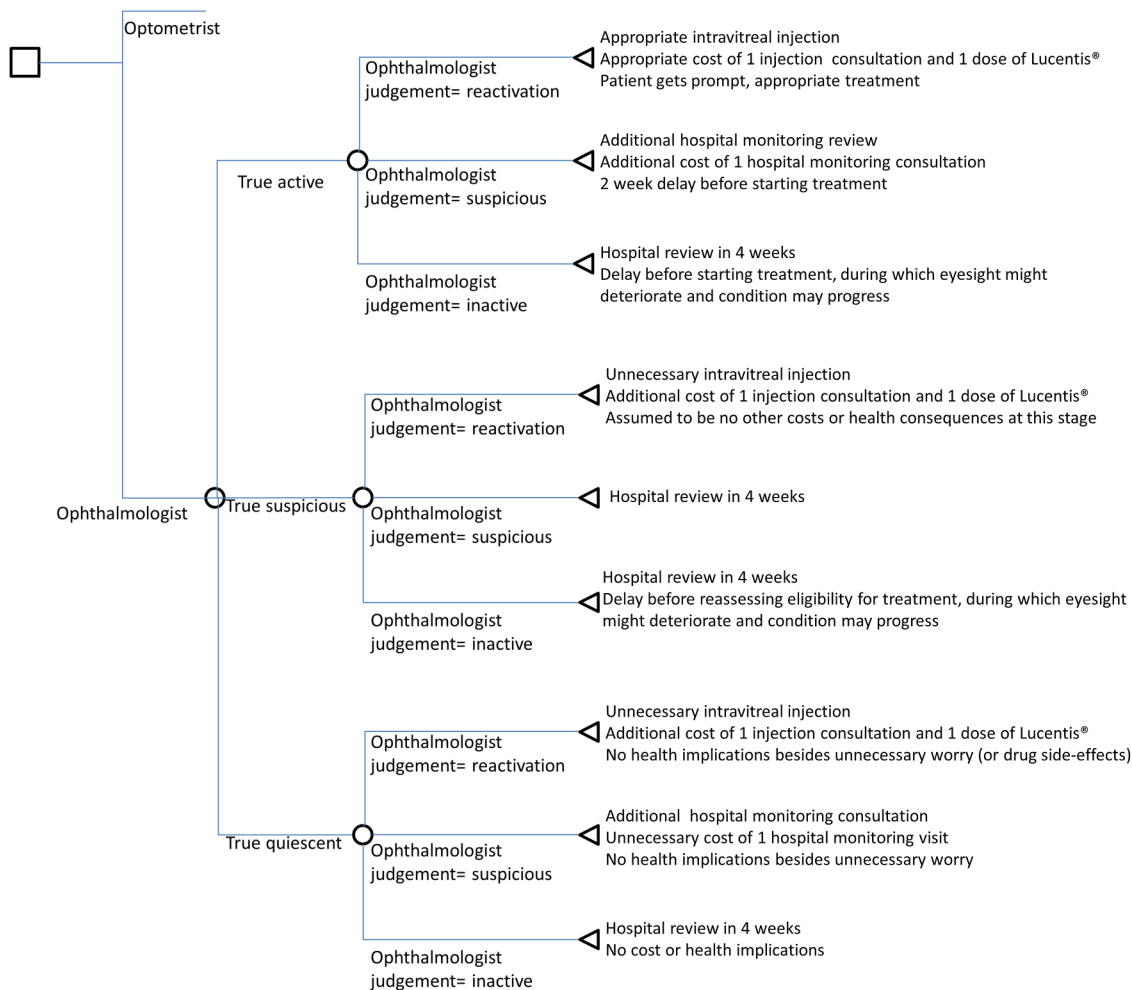 Optometrist
Appropriate intravitreal injection
Appropriate cost of 1 injection consultation and 1 dose of Lucentis®
Patient gets prompt, appropriate treatment
Ophthalmologist
judgement= reactivation
Additional hospital monitoring review
Additional cost of 1 hospital monitoring consultation
2 week delay before starting treatment
True active
Ophthalmologist
judgement= suspicious
Hospital review in 4 weeks
Delay before starting treatment, during which eyesight might
deteriorate and condition may progress
Ophthalmologist
judgement= inactive
Unnecessary intravitreal injection
Additional cost of 1 injection consultation and 1 dose of Lucentis®
Assumed to be no other costs or health consequences at this stage
Ophthalmologist
judgement= reactivation
Hospital review in 4 weeks
Ophthalmologist
True suspicious
Ophthalmologist
judgement= suspicious
Hospital review in 4 weeks
Delay before reassessing eligibility for treatment, during which eyesight
might deteriorate and condition may progress
Ophthalmologist
judgement= inactive
Unnecessary intravitreal injection
Additional cost of 1 injection consultation and 1 dose of Lucentis®
No health implications besides unnecessary worry (or drug side-effects)
Ophthalmologist
judgement= reactivation
Additional hospital monitoring consultation
Unnecessary cost of 1 hospital monitoring visit
No health implications besides unnecessary worry
True quiescent
Ophthalmologist
judgement= suspicious
Hospital review in 4 weeks
No cost or health implications
Ophthalmologist
judgement= inactive